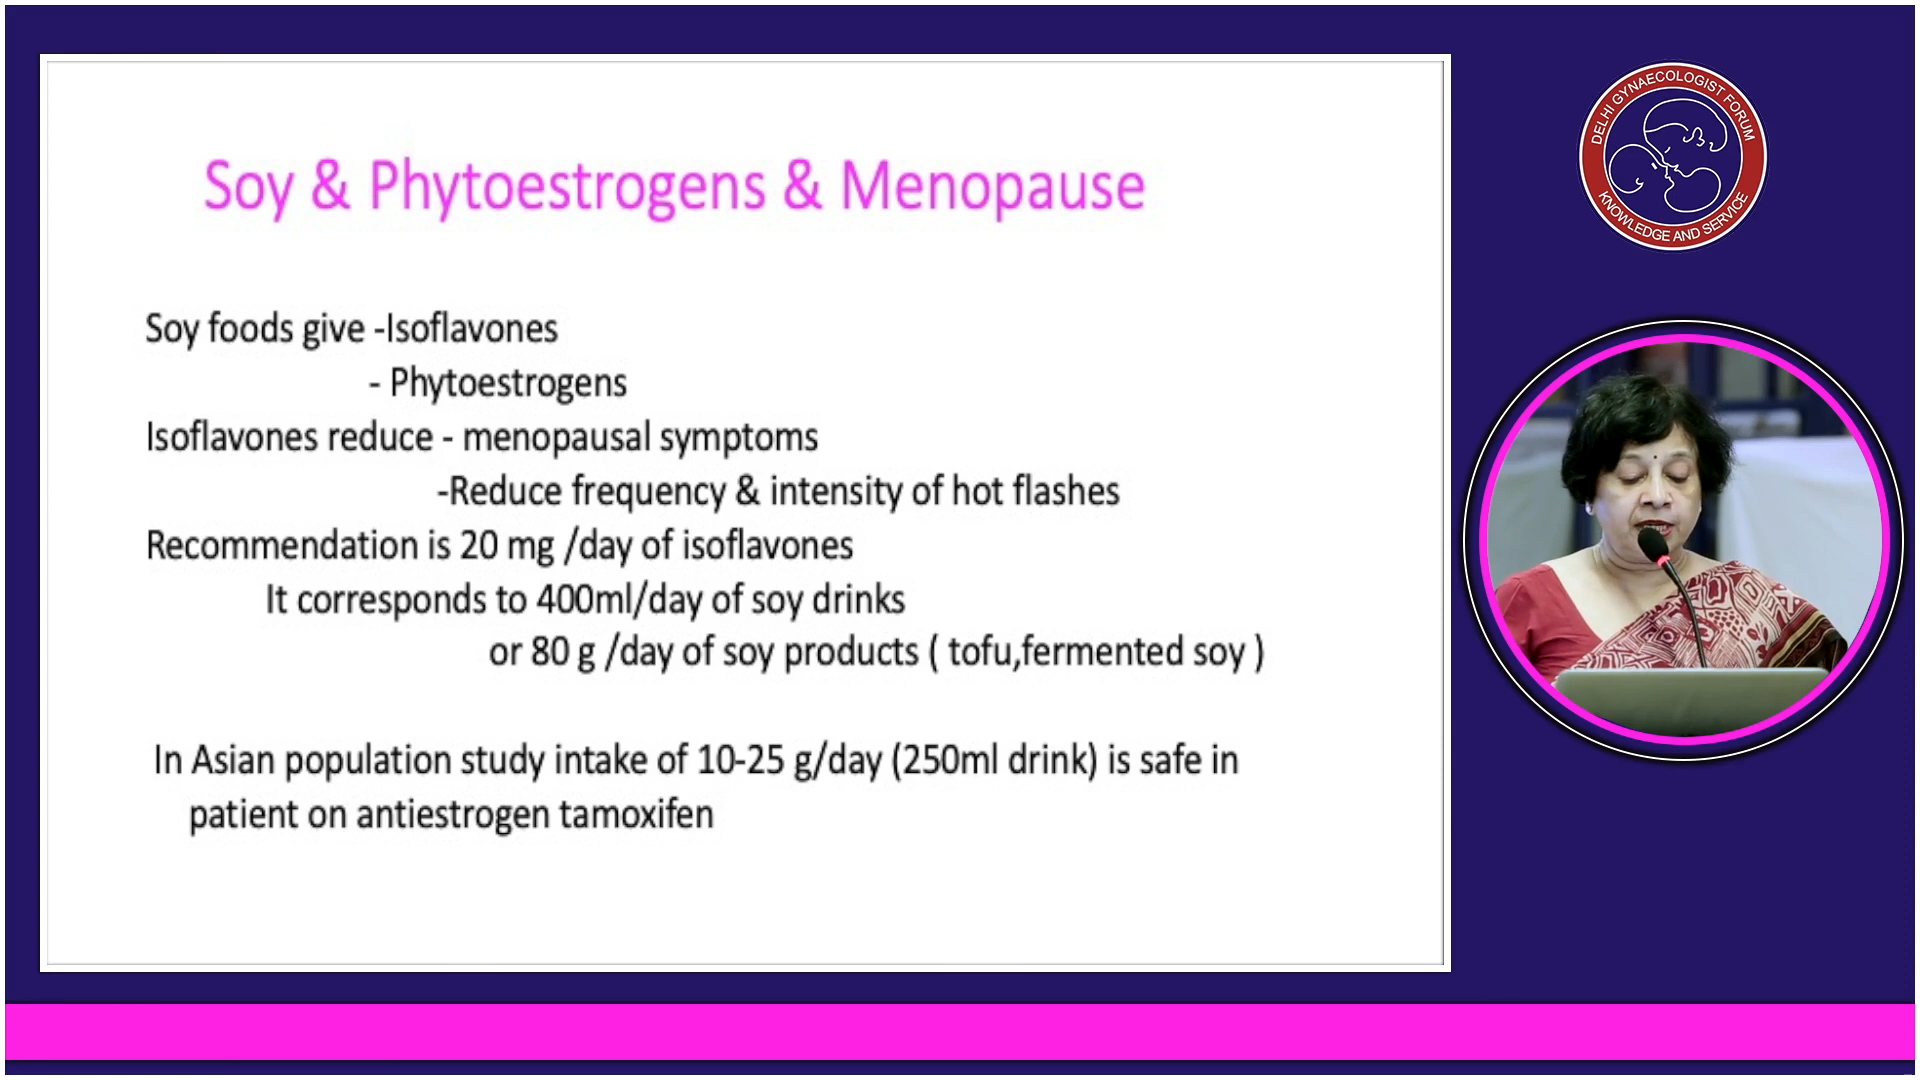 Soy & Phytoestrogens & Menopause
Soy foods give -Isoflavones
- Phytoestrogens
Isoflavones reduce - menopausal symptoms
-Reduce frequency & intensity of hot flashes
Recommendation is 20 mg /day of isoflavones
It corresponds to 400ml/day of soy drinks
or 80 g /day of soy products ( tofu,fermented soy )
In Asian population study intake of 10-25 g/day (250ml drink) is safe in
patient on antiestrogen tamoxifen
DELHI GYNAECOLOGIST FORUM
KNOWLEDGE AND SERVICE